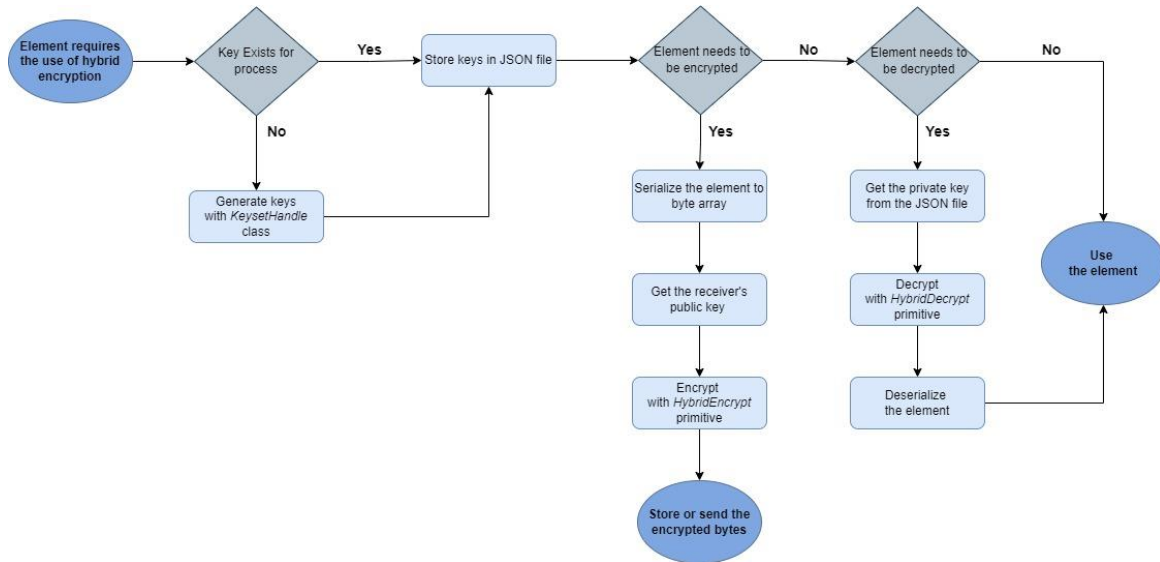 Element requires
the use of hybrid
encryption
Key Exists for
process
Yes
Store keys in JSON file
Element needs to
be encrypted
No
Element needs to
be decrypted
No
No
Yes
Yes
Generate keys
with KeysetHandle
class
Serialize the element to
byte array
Get the private key
from the JSON file
Use
the element
Get the receiver's
public key
Decrypt
with HybridDecrypt
primitive
Encrypt
with HybridEncrypt
primitive
Deserialize
the element
Store or send the
encrypted bytes